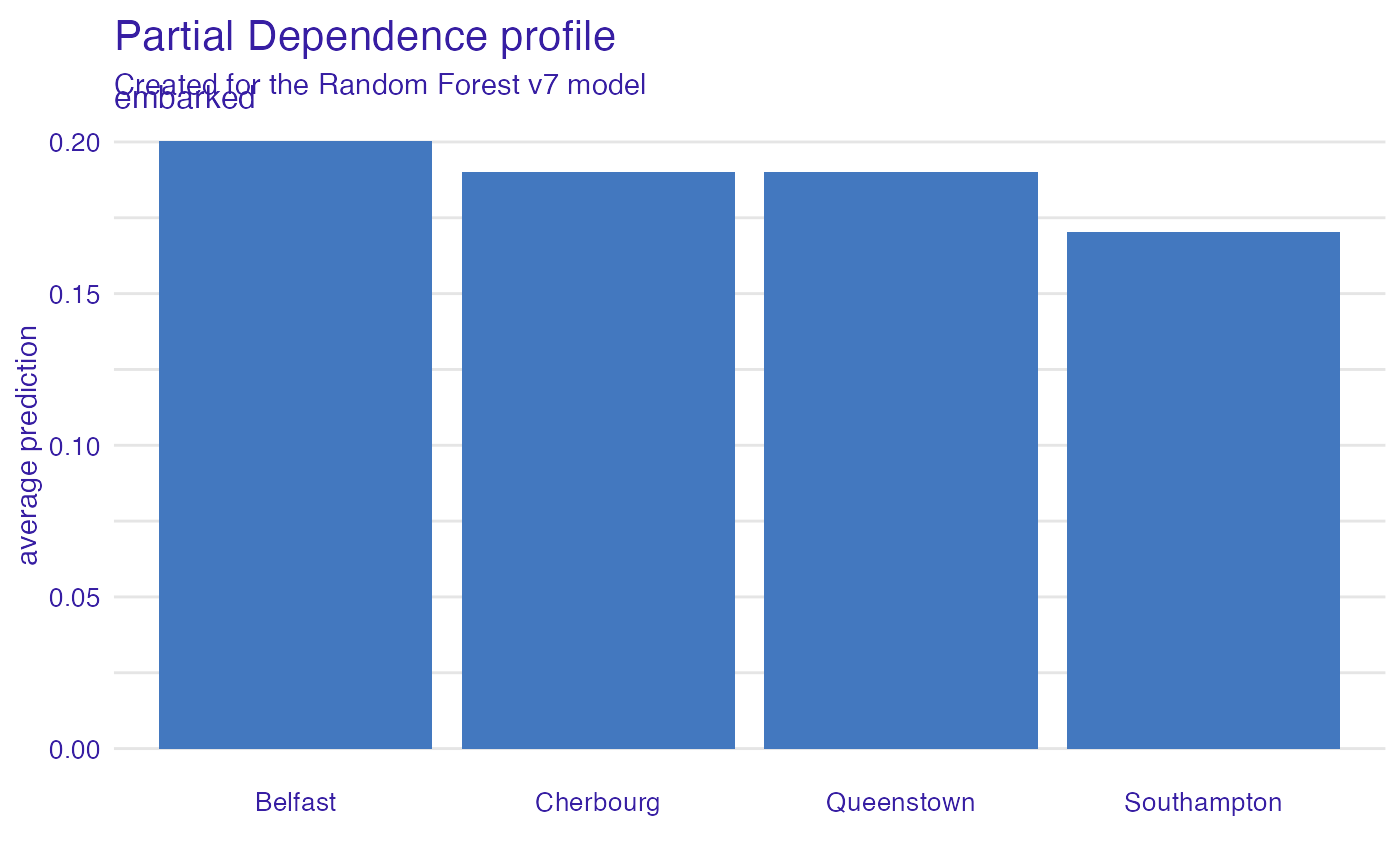 Partial Dependence profile
Created for the Random Forest v7 model
embarked
0.20
0.15
0.10
0.05
0.00
average prediction
Belfast Cherbourg Queenstown Southampton